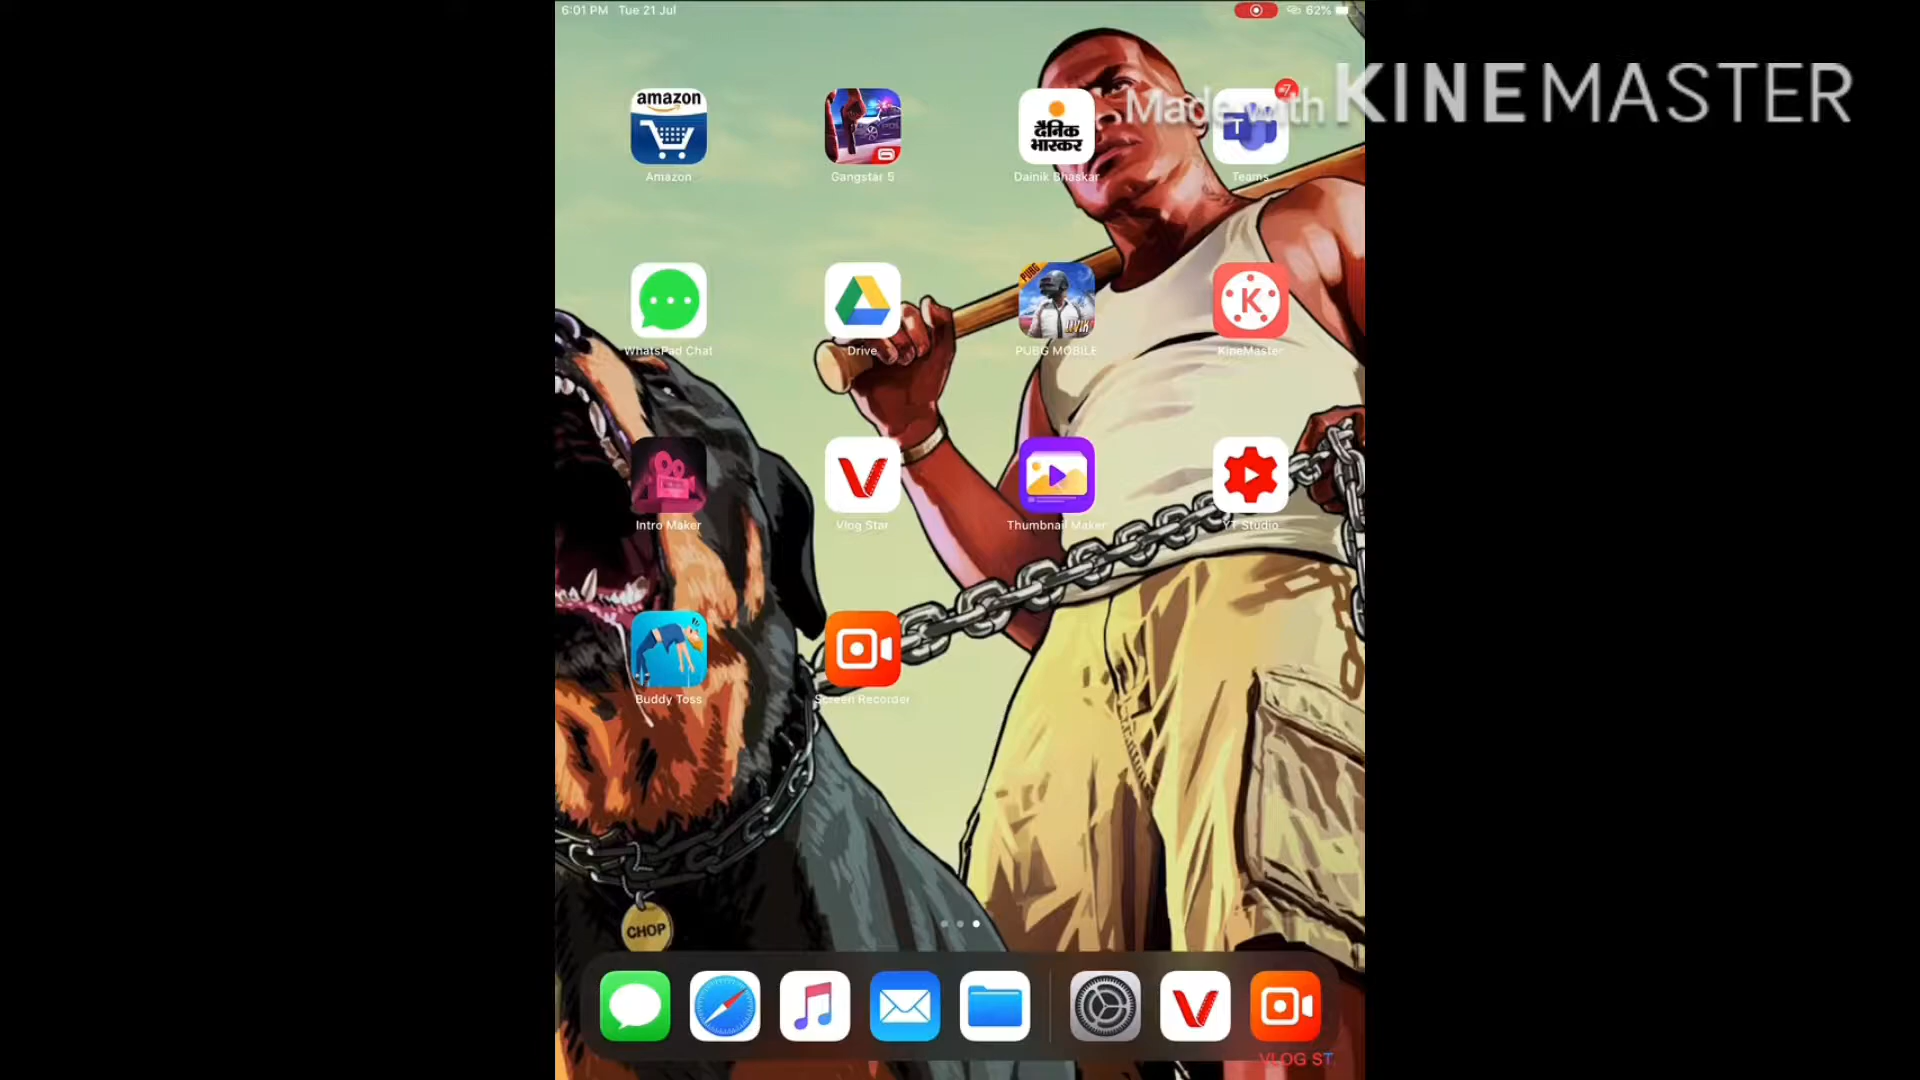 6:01 PM Tue 21 Jul 62%
Made with KINEMASTER
amazon
दैनिक
भास्कर
T
Amazon Gangstar 5 Dainik Bhaskar Teams
PUBG
K
WhatsPad Chat Drive PUBG MOBILE KineMaster
Intro Maker Vlog Star Thumbnail Maker YT Studio
Buddy Toss Screen Recorder
CHOP
VLOG ST